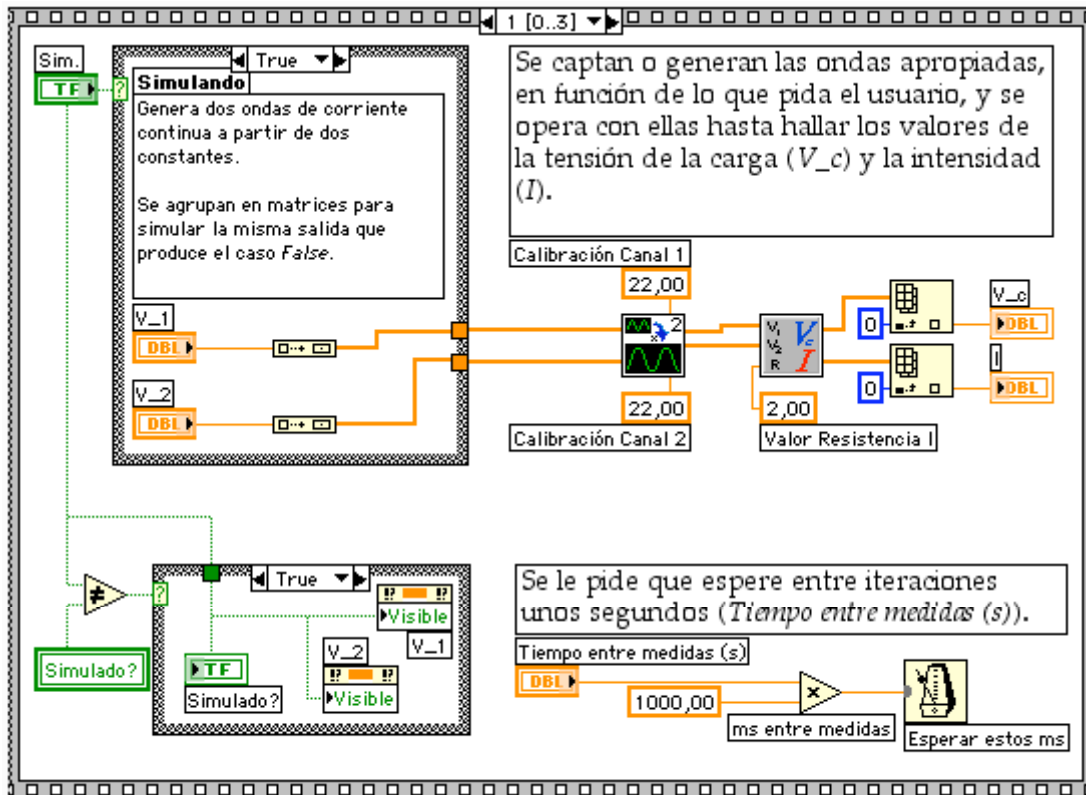 1 [0..3]
Sim.
TF
?
True
Simulando
Genera dos ondas de corriente
continua a partir de dos
constantes.
Se agrupan en matrices para
simular la misma salida que
produce el caso False.
V_1
DBL
V_2
DBL
Se captan o generan las ondas apropiadas,
en función de lo que pida el usuario, y se
opera con ellas hasta hallar los valores de
la tensión de la carga (V_c) y la intensidad
(I).
Calibración Canal 1
22,00
2
x
22,00
Calibración Canal 2
V1
V2
R
Vc
I
2,00
Valor Resistencia I
0
V_c
DBL
0
I
DBL
≠
Simulado?
?
True
TF
Simulado?
!? !?
Visible
V_1
V_2
!? !?
Visible
Se le pide que espere entre iteraciones
unos segundos (Tiempo entre medidas (s)).
Tiempo entre medidas (s)
DBL
1000,00
x
ms entre medidas
Esperar estos ms